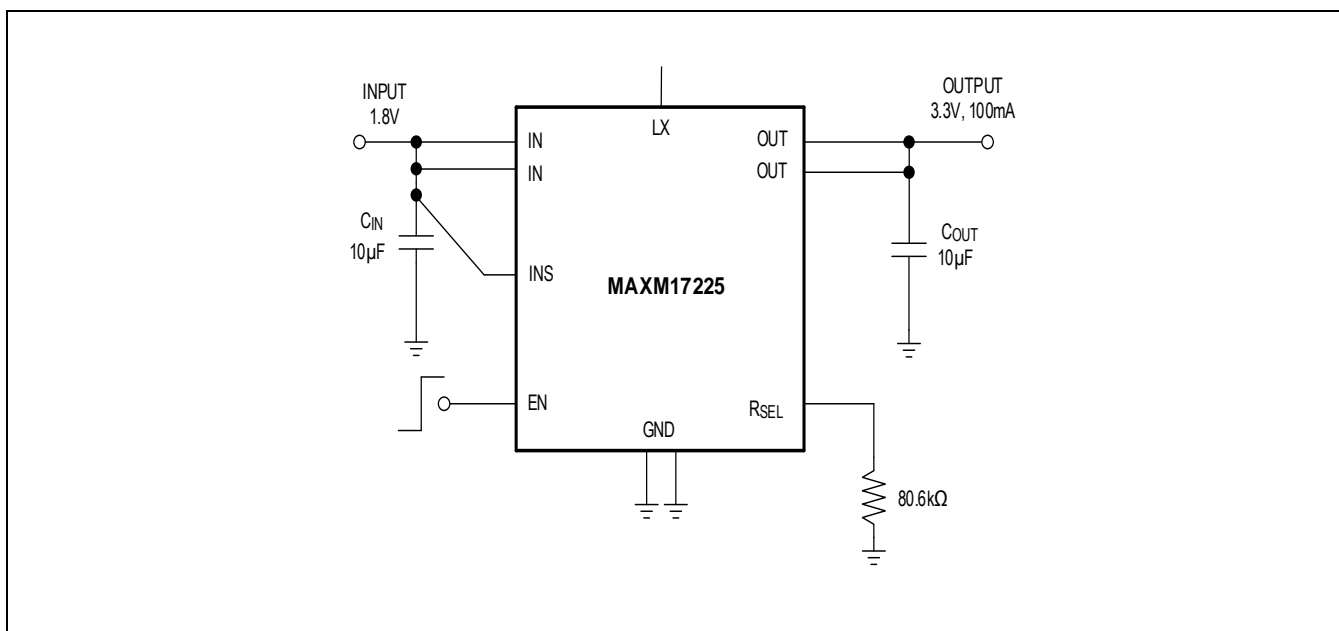 INPUT
1.8V
OUTPUT
3.3V, 100mA
LX
IN
OUT
IN
OUT
CIN
10µF
COUT
10µF
INS
MAXM17225
EN
RSEL
GND
80.6kΩ